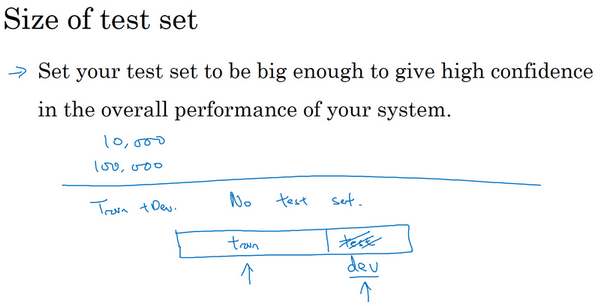 Size of test set
→ Set your test set to be big enough to give high confidence
in the overall performance of your system.
10,000
100,000
Train + Dev. No test set.
train test
dev